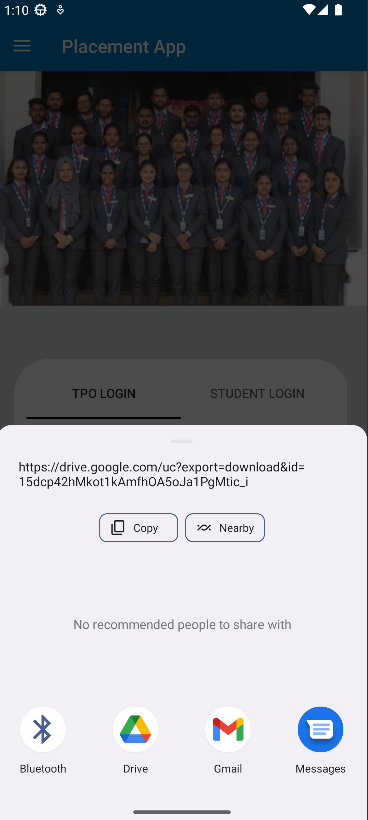 1:10
Placement App
TPO LOGIN STUDENT LOGIN
https://drive.google.com/uc?export=download&id=
15dcp42hMkot1kAmfhOA5oJa1PgMtic_i
Copy Nearby
No recommended people to share with
Bluetooth Drive Gmail Messages